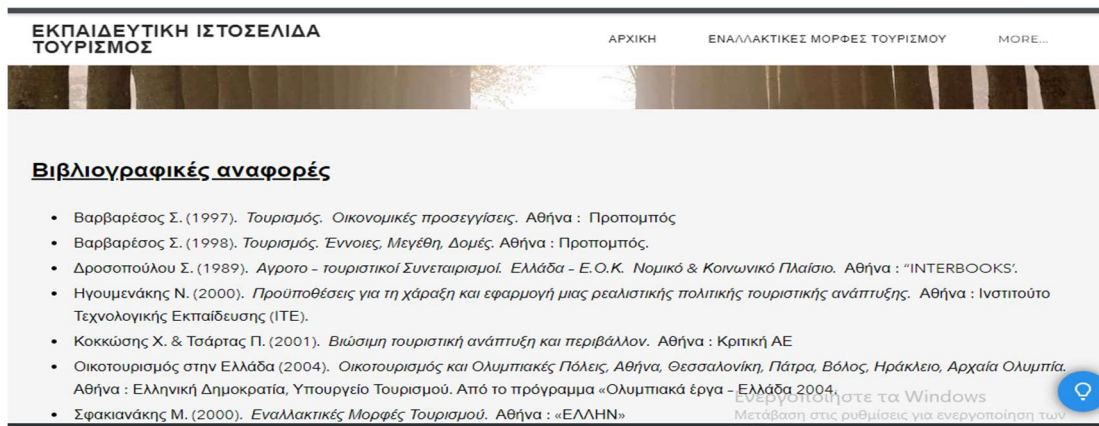 ΕΚΠΑΙΔΕΥΤΙΚΗ ΙΣΤΟΣΕΛΙΔΑ
ΤΟΥΡΙΣΜΟΣ
ΑΡΧΙΚΗ ΕΝΑΛΛΑΚΤΙΚΕΣ ΜΟΡΦΕΣ ΤΟΥΡΙΣΜΟΥ MORE...
Βιβλιογραφικές αναφορές
• Βαρβαρέσος Σ. (1997). Τουρισμός. Οικονομικές προσεγγίσεις. Αθήνα : Προπομπός
• Βαρβαρέσος Σ. (1998). Τουρισμός. Έννοιες, Μεγέθη, Δομές. Αθήνα : Προπομπός.
• Δροσοπούλου Σ. (1989). Αγροτο – τουριστικοί Συνεταιρισμοί. Ελλάδα – Ε.Ο.Κ. Νομικό & Κοινωνικό Πλαίσιο. Αθήνα : “INTERBOOKS’.
• Ηγουμενάκης Ν. (2000). Προϋποθέσεις για τη χάραξη και εφαρμογή μιας ρεαλιστικής πολιτικής τουριστικής ανάπτυξης. Αθήνα : Ινστιτούτο
Τεχνολογικής Εκπαίδευσης (ΙΤΕ).
• Κοκκώσης Χ. & Τσάρτας Π. (2001). Βιώσιμη τουριστική ανάπτυξη και περιβάλλον. Αθήνα : Κριτική ΑΕ
• Οικοτουρισμός στην Ελλάδα (2004). Οικοτουρισμός και Ολυμπιακές Πόλεις, Αθήνα, Θεσσαλονίκη, Πάτρα, Βόλος, Ηράκλειο, Αρχαία Ολυμπία.
Αθήνα : Ελληνική Δημοκρατία, Υπουργείο Τουρισμού. Από το πρόγραμμα «Ολυμπιακά έργα – Ελλάδα 2004,
Ενεργοποιήστε τα Windows
• Σφακιανάκης Μ. (2000). Εναλλακτικές Μορφές Τουρισμού. Αθήνα : «ΕΛΛΗΝ»
Μετάβαση στις ρυθμίσεις για ενεργοποίηση των